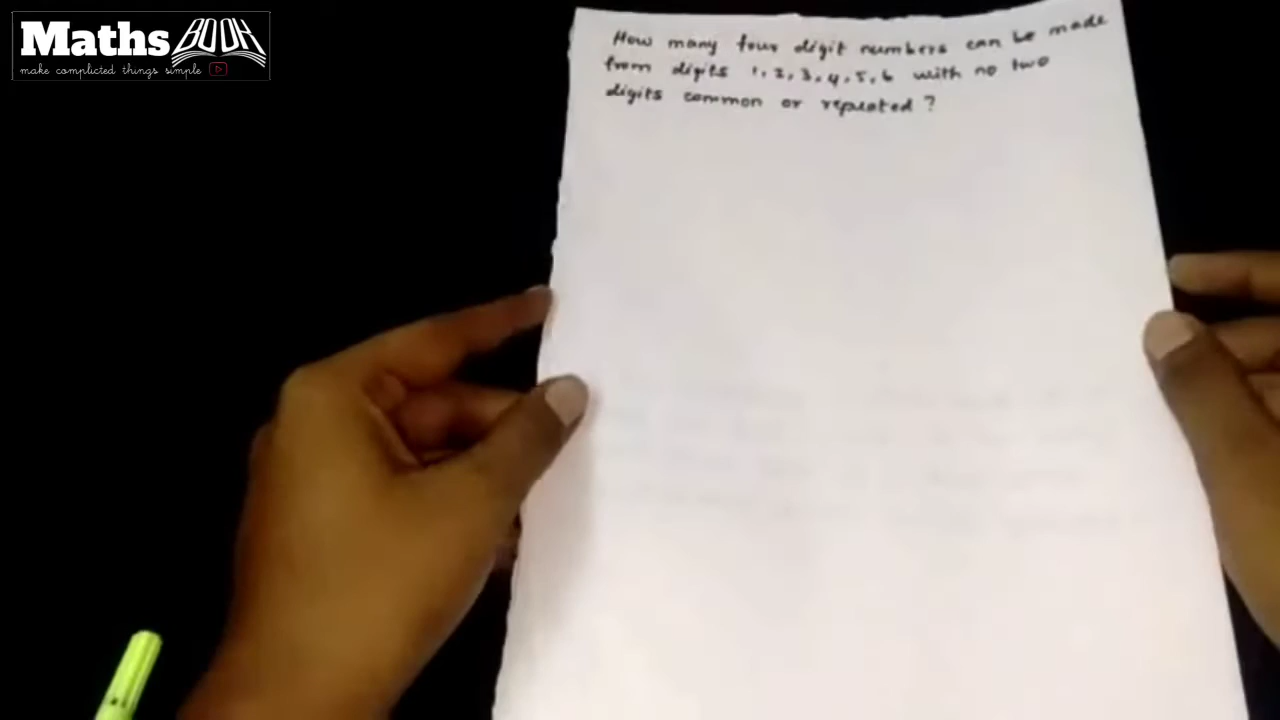 Maths BOOK
make complicted things simple
How many four digit numbers can be made
from digits 1, 2, 3, 4, 5, 6 with no two
digits common or repeated ?